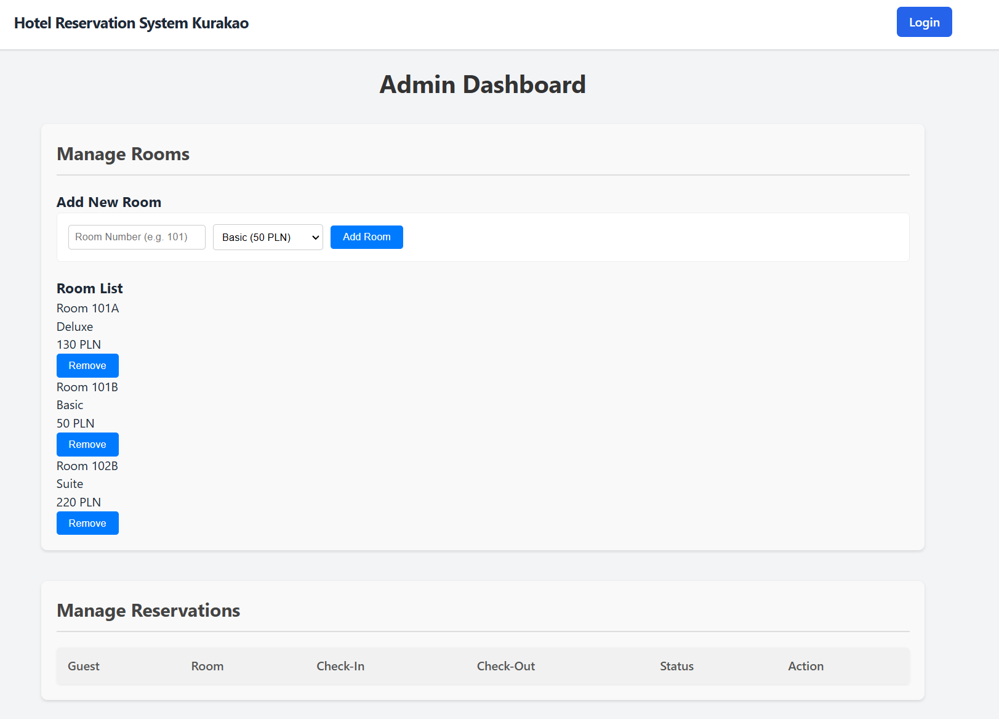 Hotel Reservation System Kurakao
Login
Admin Dashboard
Manage Rooms
Add New Room
Room Number (e.g. 101)
Basic (50 PLN)
Add Room
Room List
Room 101A
Deluxe
130 PLN
Remove
Room 101B
Basic
50 PLN
Remove
Room 102B
Suite
220 PLN
Remove
Manage Reservations
Guest Room Check-In Check-Out Status Action